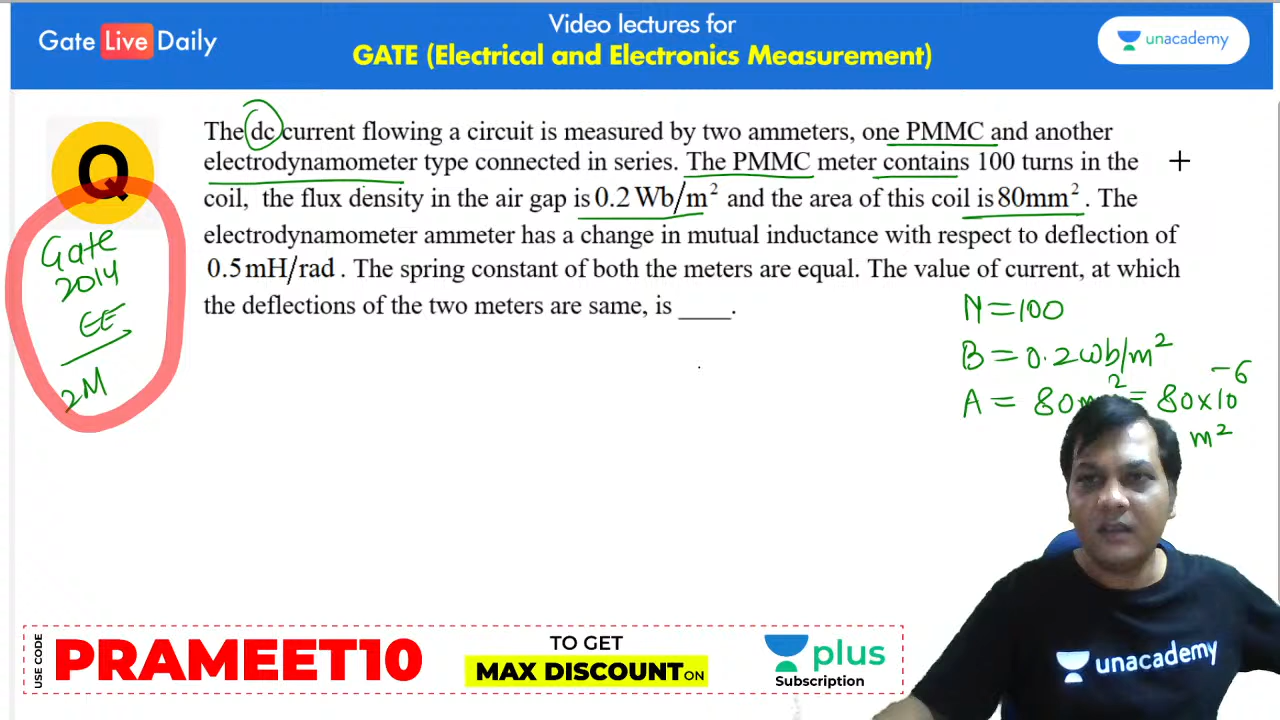 Gate Live Daily
Video lectures for
GATE (Electrical and Electronics Measurement)
unacademy
Q
The dc current flowing a circuit is measured by two ammeters, one PMMC and another
electrodynamometer type connected in series. The PMMC meter contains 100 turns in the
coil, the flux density in the air gap is 0.2 Wb/m² and the area of this coil is 80mm². The
electrodynamometer ammeter has a change in mutual inductance with respect to deflection of
0.5mH/rad. The spring constant of both the meters are equal. The value of current, at which
the deflections of the two meters are same, is ____.
Gate
2014
EE
2M
N=100
B=0.2wb/m²
A= 80m ² = 80x10⁻⁶
m²
unacademy
USE CODE
PRAMEET10
TO GET
MAX DISCOUNT ON
plus
Subscription